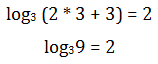 log₃ (2 * 3 + 3) = 2
log₃9 = 2